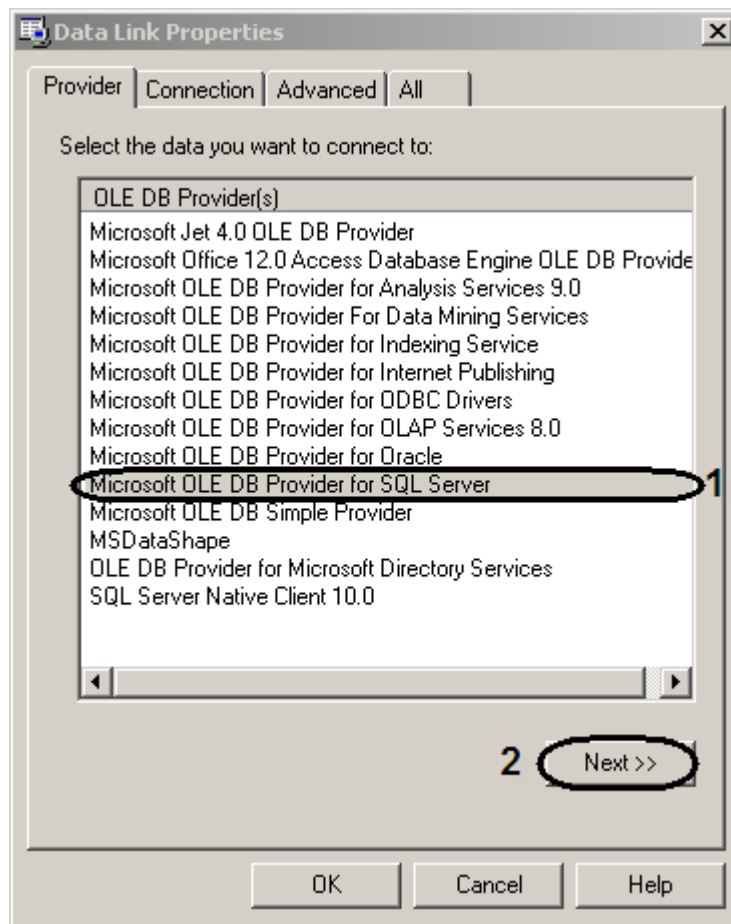 Data Link Properties
Provider Connection Advanced All
Select the data you want to connect to:
OLE DB Provider(s)
Microsoft Jet 4.0 OLE DB Provider
Microsoft Office 12.0 Access Database Engine OLE DB Provide
Microsoft OLE DB Provider for Analysis Services 9.0
Microsoft OLE DB Provider For Data Mining Services
Microsoft OLE DB Provider for Indexing Service
Microsoft OLE DB Provider for Internet Publishing
Microsoft OLE DB Provider for ODBC Drivers
Microsoft OLE DB Provider for OLAP Services 8.0
Microsoft OLE DB Provider for Oracle
Microsoft OLE DB Provider for SQL Server 1
Microsoft OLE DB Simple Provider
MSDataShape
OLE DB Provider for Microsoft Directory Services
SQL Server Native Client 10.0
2 Next >>
OK Cancel Help